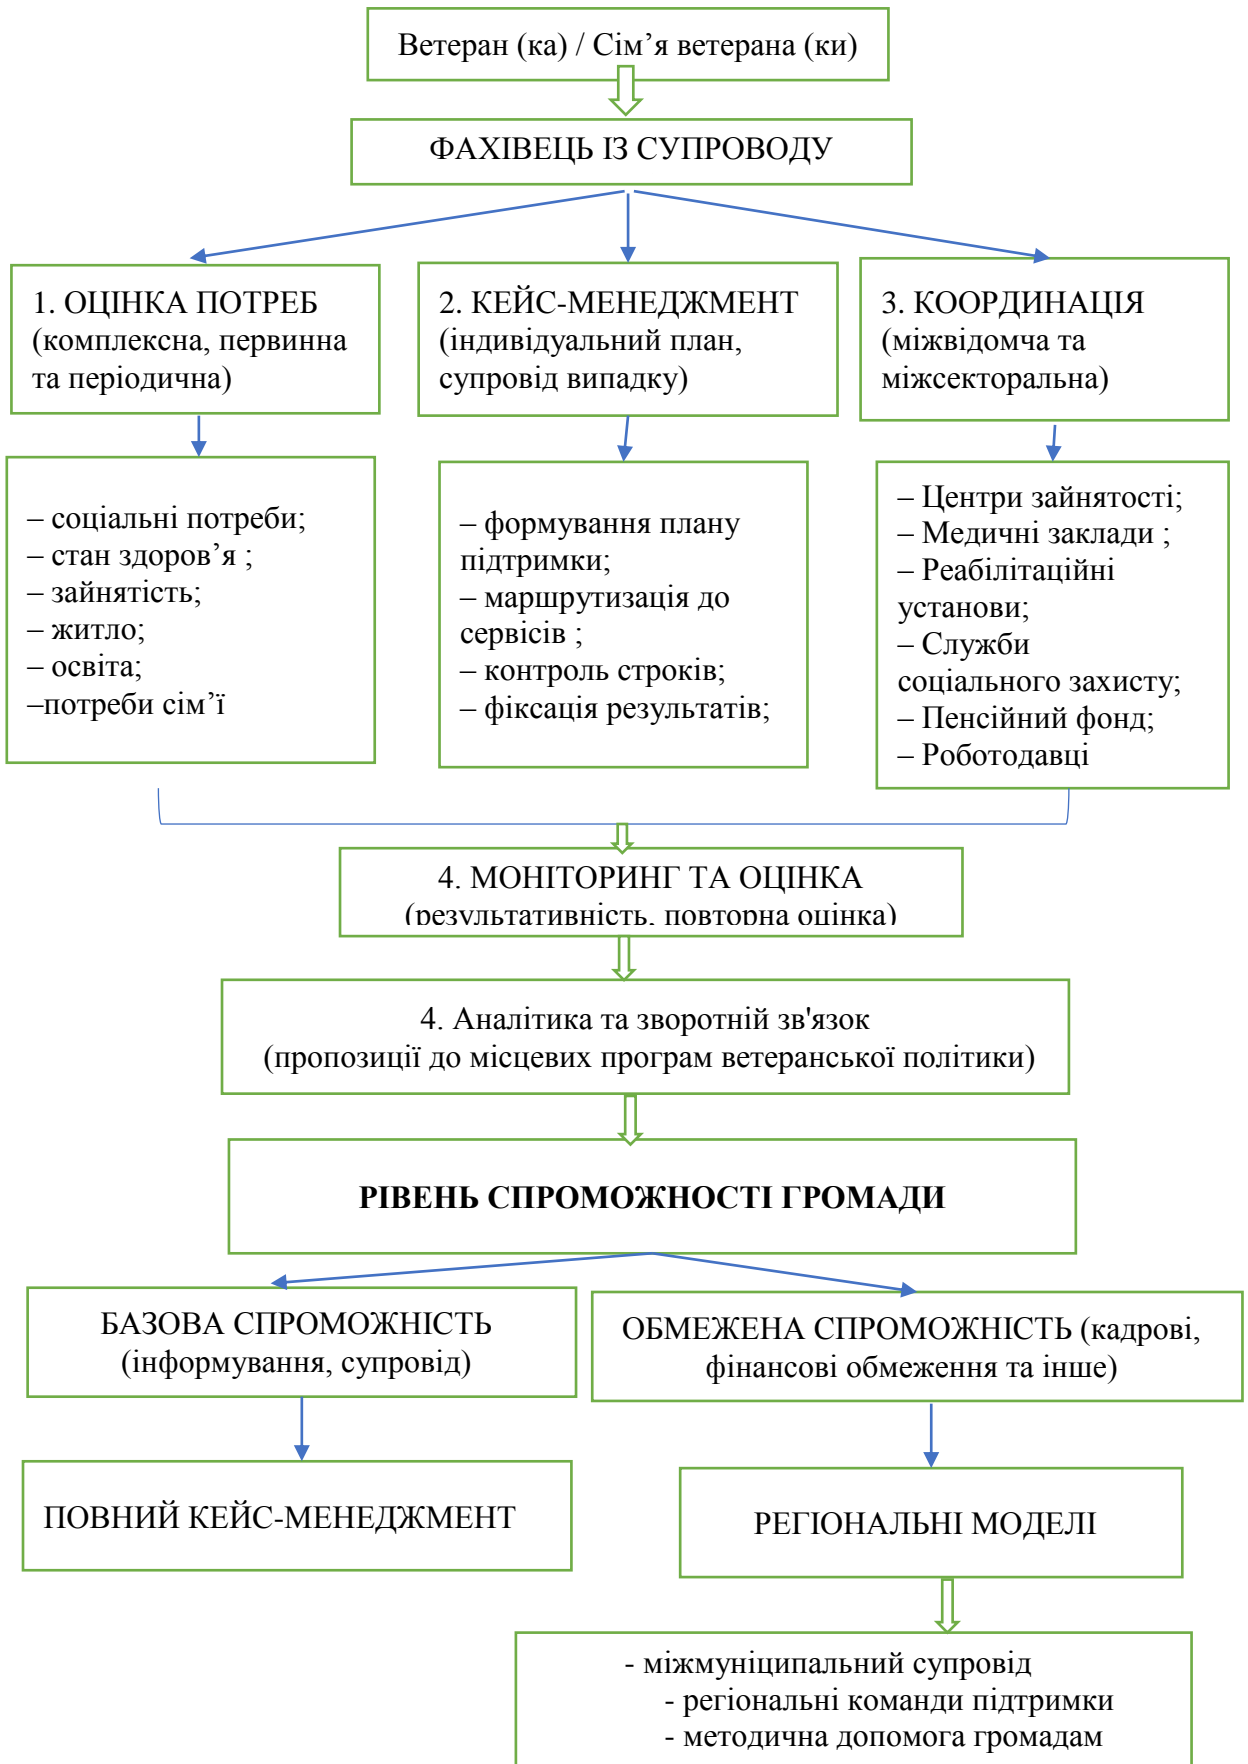 Ветеран (ка) / Сім’я ветерана (ки)
ФАХІВЕЦЬ ІЗ СУПРОВОДУ
1. ОЦІНКА ПОТРЕБ
(комплексна, первинна
та періодична)
2. КЕЙС-МЕНЕДЖМЕНТ
(індивідуальний план,
супровід випадку)
3. КООРДИНАЦІЯ
(міжвідомча та
міжсекторальна)
– соціальні потреби;
– стан здоров’я ;
– зайнятість;
– житло;
– освіта;
–потреби сім’ї
– формування плану
підтримки;
– маршрутизація до
сервісів ;
– контроль строків;
– фіксація результатів;
– Центри зайнятості;
– Медичні заклади ;
– Реабілітаційні
установи;
– Служби
соціального захисту;
– Пенсійний фонд;
– Роботодавці
4. МОНІТОРИНГ ТА ОЦІНКА
(результативність, повторна оцінка)
4. Аналітика та зворотній зв'язок
(пропозиції до місцевих програм ветеранської політики)
РІВЕНЬ СПРОМОЖНОСТІ ГРОМАДИ
БАЗОВА СПРОМОЖНІСТЬ
(інформування, супровід)
ОБМЕЖЕНА СПРОМОЖНІСТЬ (кадрові,
фінансові обмеження та інше)
ПОВНИЙ КЕЙС-МЕНЕДЖМЕНТ
РЕГІОНАЛЬНІ МОДЕЛІ
- міжмуніципальний супровід
- регіональні команди підтримки
- методична допомога громадам